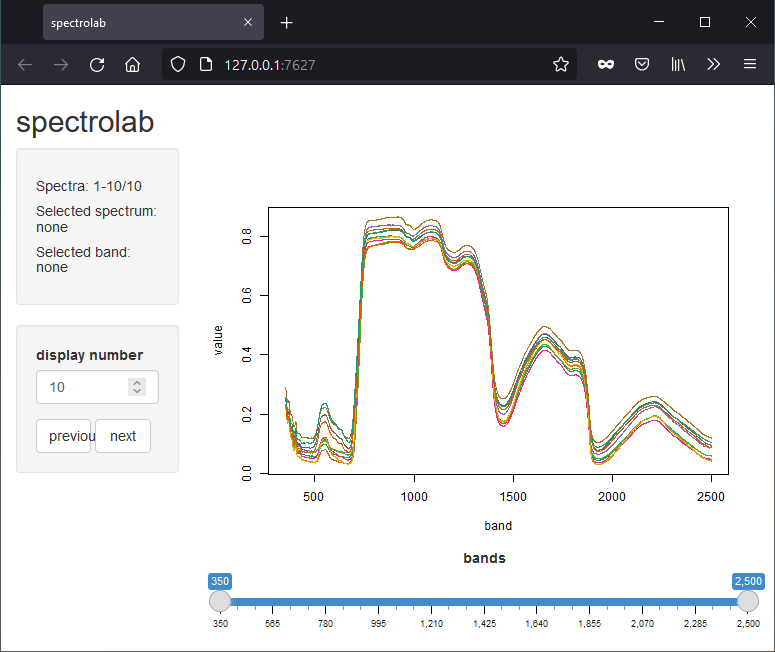 spectrolab
127.0.0.1:7627
spectrolab
Spectra: 1-10/10
Selected spectrum:
none
Selected band:
none
display number
10
previou
next
value
0.8
0.6
0.4
0.2
0.0
500 1000 1500 2000 2500
band
bands
350 2,500
350 565 780 995 1,210 1,425 1,640 1,855 2,070 2,285 2,500